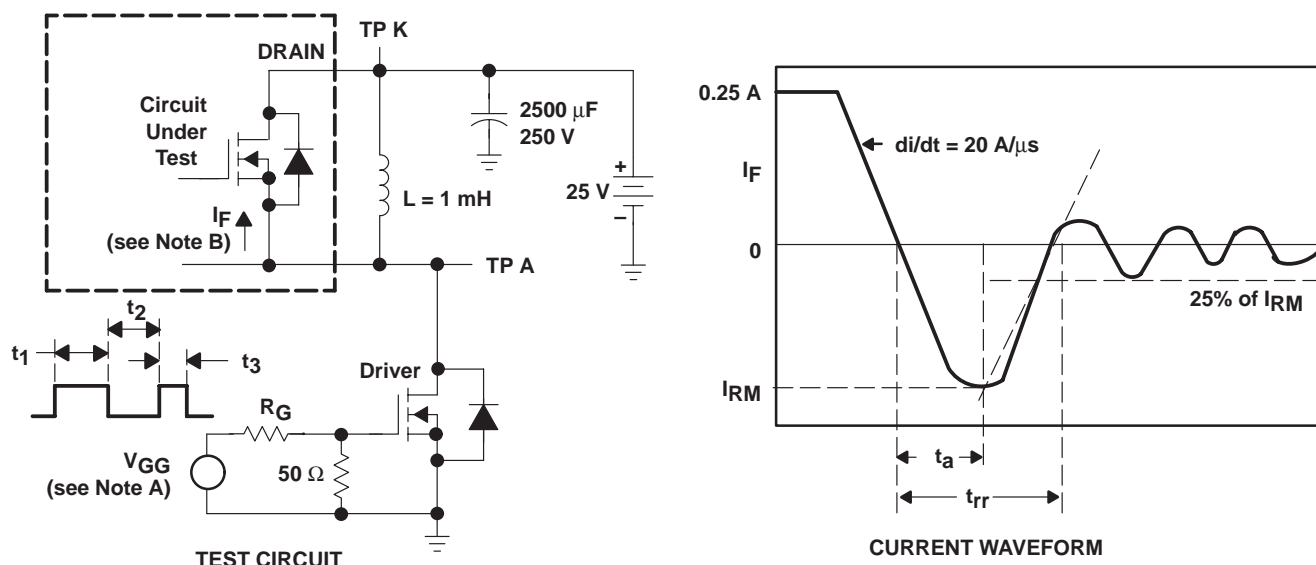 TP K
DRAIN
Circuit
Under
Test
2500 µF
250 V
+
25 V
−
L = 1 mH
IF
(see Note B)
TP A
t2
t1
t3
Driver
RG
VGG
(see Note A)
50 Ω
TEST CIRCUIT
0.25 A
di/dt = 20 A/µs
IF
0
25% of IRM
IRM
ta
trr
CURRENT WAVEFORM